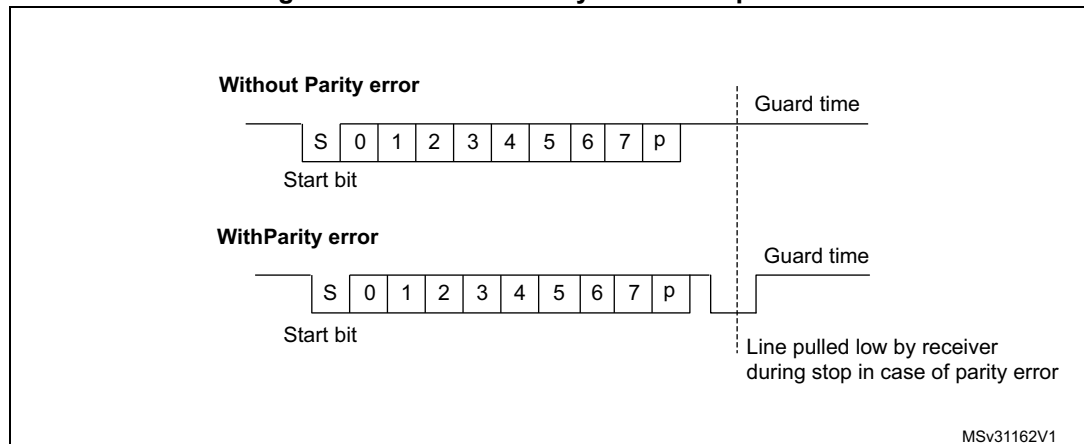 Without Parity error
Guard time
S 0 1 2 3 4 5 6 7 p
Start bit
WithParity error
Guard time
S 0 1 2 3 4 5 6 7 p
Start bit
Line pulled low by receiver
during stop in case of parity error
MSv31162V1